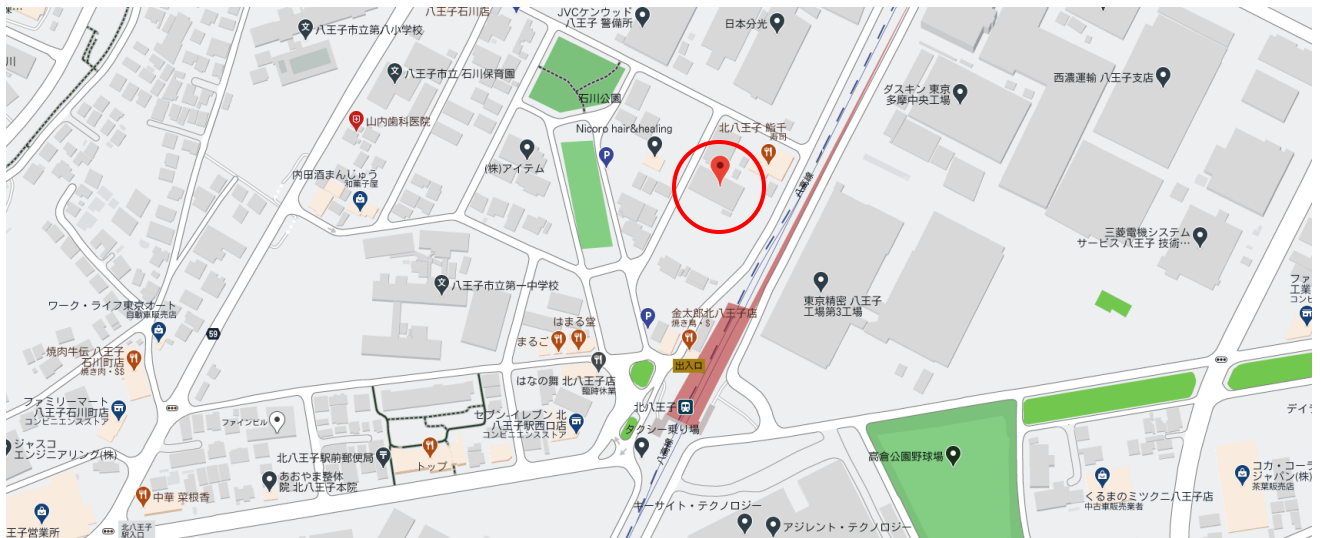 八王子石川店
JVCケンウッド
八王子 警備所
日本分光
八王子市立第八小学校
川
八王子市立 石川保育園
西濃運輸 八王子支店
ダスキン 東京
多摩中央工場
石川公園
山内歯科医院
Nicoro hair&healing
北八王子 鮨千
寿司
P
(株)アイテム
内田酒まんじゅう
和菓子屋
八高線
三菱電機システム
サービス 八王子 技術…
八王子市立第一中学校
東京精密 八王子
工場第3工場
ファ
工業
コンビ
ワーク・ライフ東京オート
自動車販売店
59
P
金太郎北八王子店
焼き鳥・$
はまる堂
まるご
焼肉牛伝 八王子
石川町店
焼き肉・$$
出入口
はなの舞 北八王子店
臨時休業
ファミリーマート
八王子石川町店
コンビニエンスストア
ファインビル
セブン-イレブン 北
八王子駅西口店
コンビニエンスストア
北八王子
タクシー乗り場
デイラ
ジャスコ
エンジニアリング(株)
北八王子駅前郵便局
トップ
高倉公園野球場
コカ・コーラ
ジャパン(株)
茶葉販売店
あおやま整体
院 北八王子本院
中華 菜根香
くるまのミツクニ八王子店
中古車販売業者
キーサイト・テクノロジー
アジレント・テクノロジー
王子営業所
北八王子
駅入口